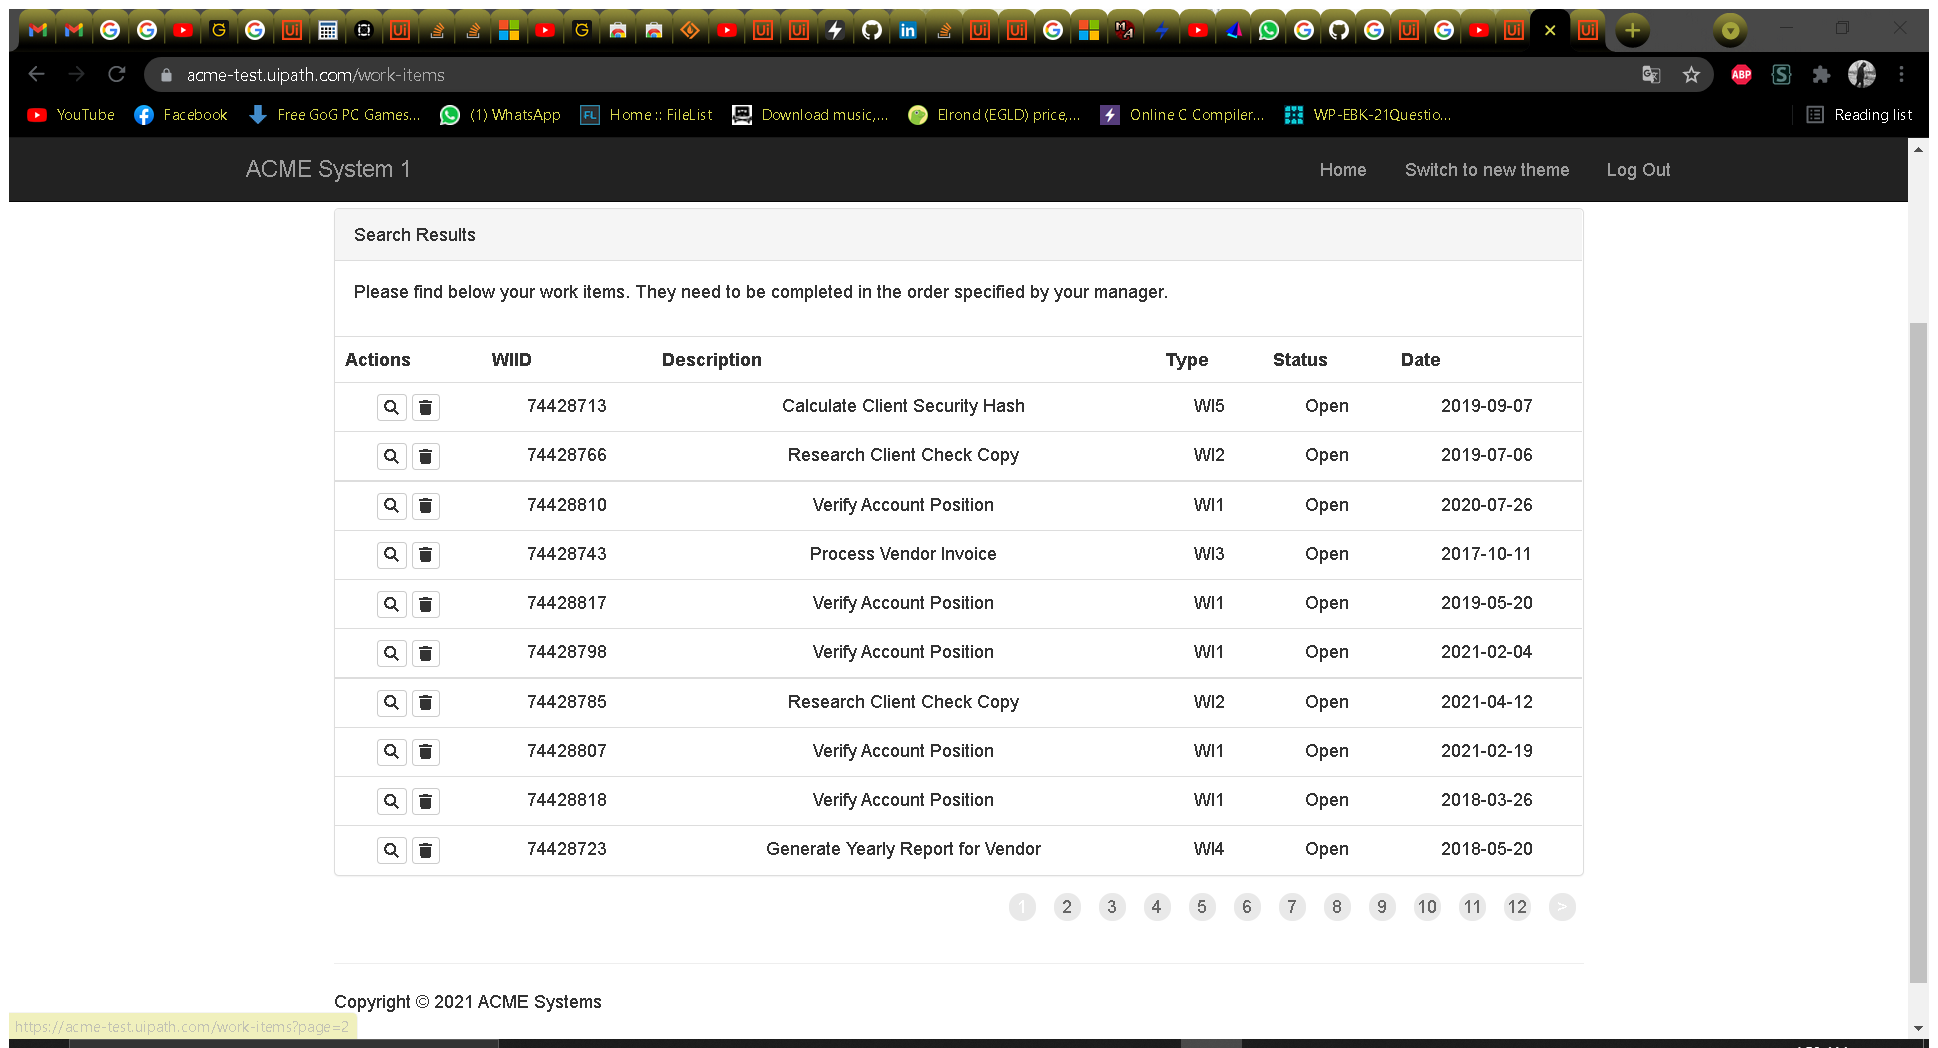 acme-test.uipath.com/work-items
YouTube Facebook Free GoG PC Games... (1) WhatsApp Home :: FileList Download music,... Elrond (EGLD) price,... Online C Compiler... WP-EBK-21Questio... Reading list
ACME System 1 Home Switch to new theme Log Out
Search Results
Please find below your work items. They need to be completed in the order specified by your manager.
Actions WIID Description Type Status Date
74428713 Calculate Client Security Hash WI5 Open 2019-09-07
74428766 Research Client Check Copy WI2 Open 2019-07-06
74428810 Verify Account Position WI1 Open 2020-07-26
74428743 Process Vendor Invoice WI3 Open 2017-10-11
74428817 Verify Account Position WI1 Open 2019-05-20
74428798 Verify Account Position WI1 Open 2021-02-04
74428785 Research Client Check Copy WI2 Open 2021-04-12
74428807 Verify Account Position WI1 Open 2021-02-19
74428818 Verify Account Position WI1 Open 2018-03-26
74428723 Generate Yearly Report for Vendor WI4 Open 2018-05-20
1 2 3 4 5 6 7 8 9 10 11 12 >
Copyright © 2021 ACME Systems
https://acme-test.uipath.com/work-items?page=2